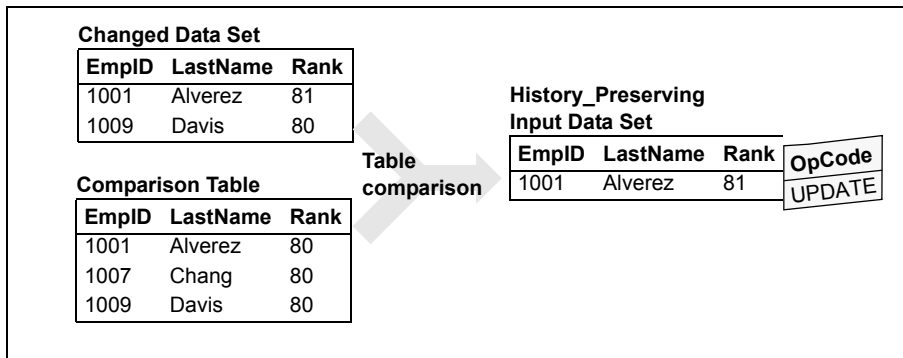 Changed Data Set
EmpID LastName Rank
1001 Alverez 81
1009 Davis 80
Comparison Table
EmpID LastName Rank
1001 Alverez 80
1007 Chang 80
1009 Davis 80
Table
comparison
History_Preserving
Input Data Set
EmpID LastName Rank OpCode
1001 Alverez 81 UPDATE